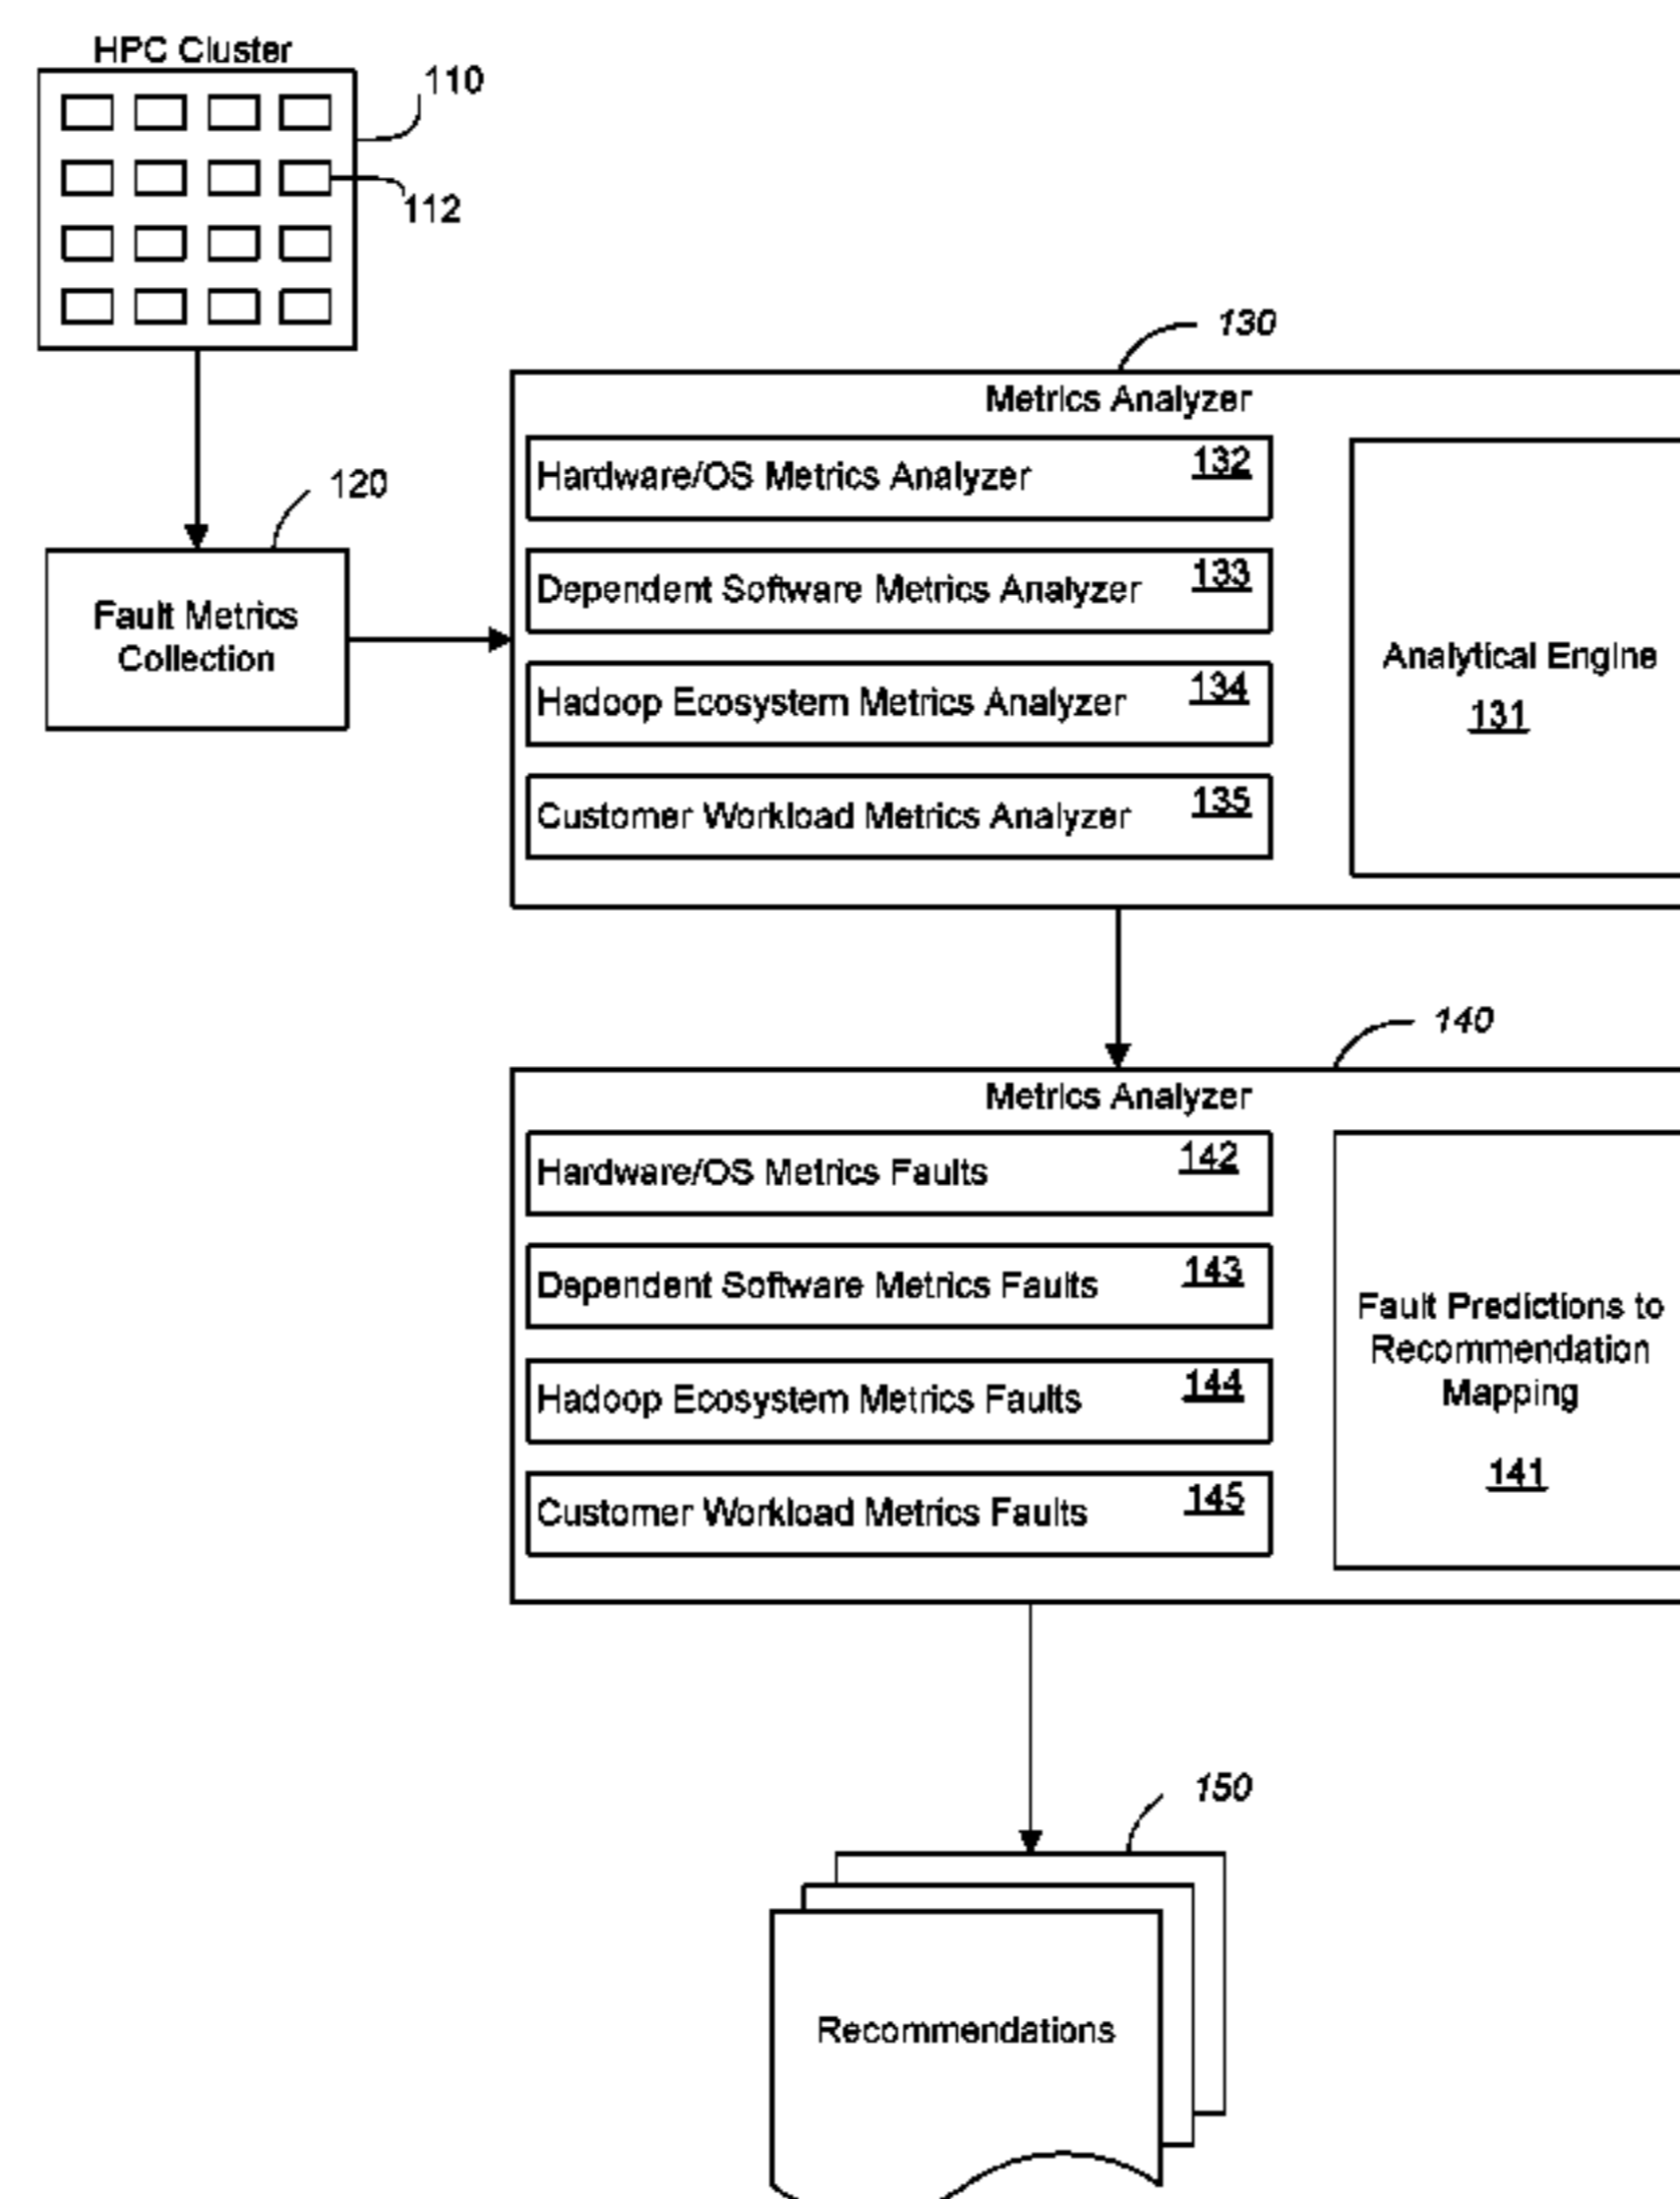 HPC Cluster
110
112
130
Metrics Analyzer
Hardware/OS Metrics Analyzer 132
120
Dependent Software Metrics Analyzer 133
Fault Metrics
Collection
Hadoop Ecosystem Metrics Analyzer 134
Customer Workload Metrics Analyzer 135
Analytical Engine
131
140
Metrics Analyzer
Hardware/OS Metrics Faults 142
Dependent Software Metrics Faults 143
Hadoop Ecosystem Metrics Faults 144
Customer Workload Metrics Faults 145
Fault Predictions to
Recommendation
Mapping
141
150
Recommendations